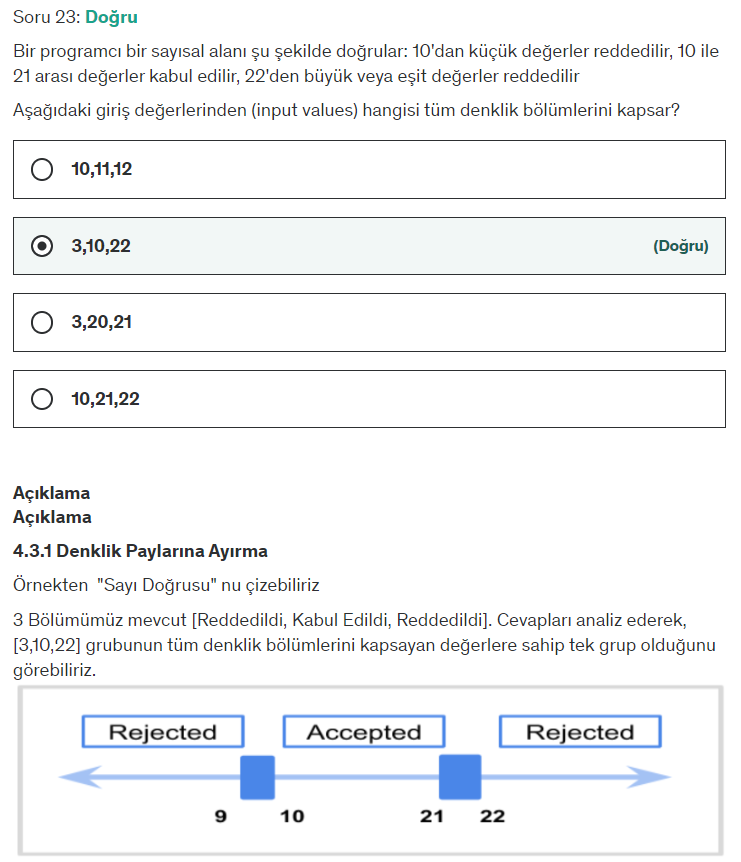 Soru 23: Doğru
Bir programcı bir sayısal alanı şu şekilde doğrular: 10'dan küçük değerler reddedilir, 10 ile
21 arası değerler kabul edilir, 22'den büyük veya eşit değerler reddedilir
Aşağıdaki giriş değerlerinden (input values) hangisi tüm denklik bölümlerini kapsar?
10,11,12
3,10,22 (Doğru)
3,20,21
10,21,22
Açıklama
Açıklama
4.3.1 Denklik Paylarına Ayırma
Örnekten "Sayı Doğrusu" nu çizebiliriz
3 Bölümümüz mevcut [Reddedildi, Kabul Edildi, Reddedildi]. Cevapları analiz ederek,
[3,10,22] grubunun tüm denklik bölümlerini kapsayan değerlere sahip tek grup olduğunu
görebiliriz.
Rejected Accepted Rejected
9 10 21 22